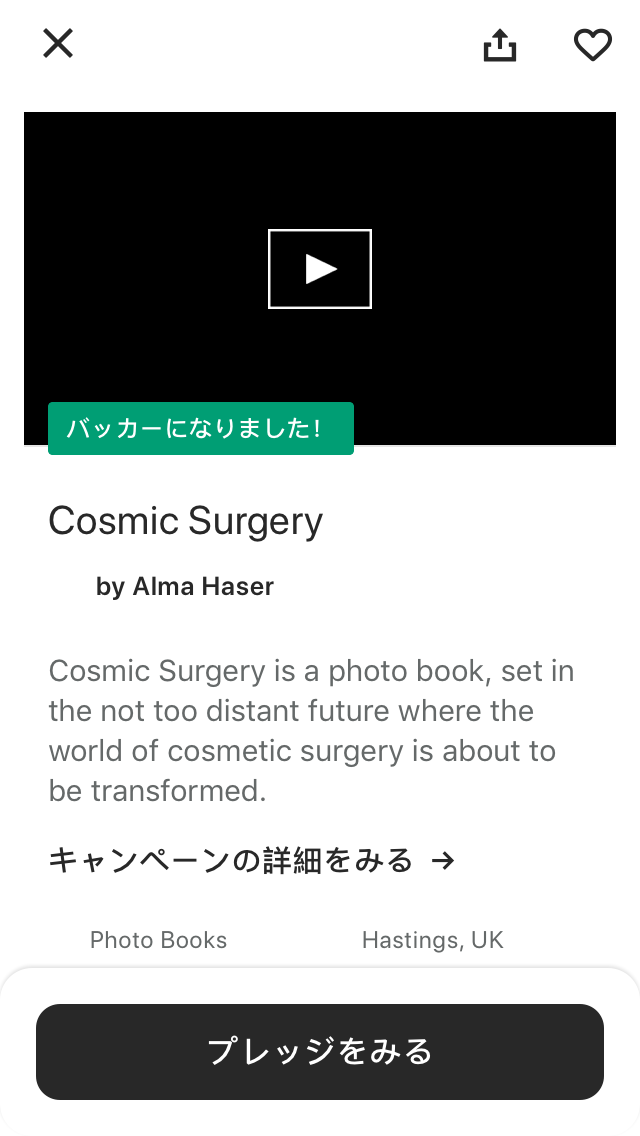 バッカーになりました!
Cosmic Surgery
by Alma Haser
Cosmic Surgery is a photo book, set in
the not too distant future where the
world of cosmetic surgery is about to
be transformed.
キャンペーンの詳細をみる →
Photo Books
Hastings, UK
プレッジをみる